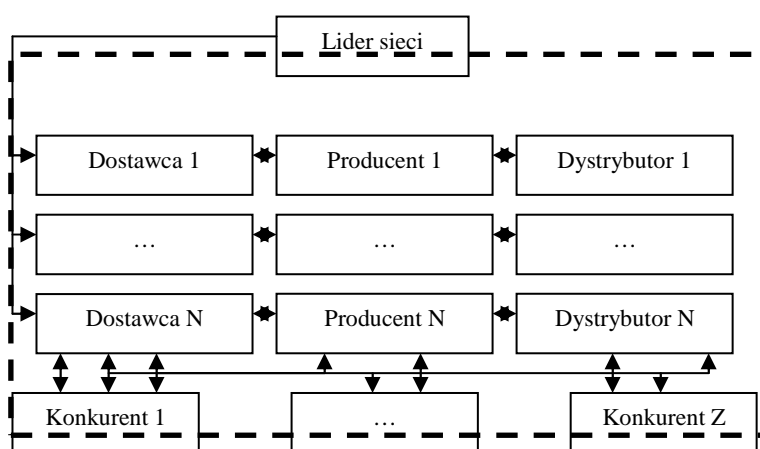 Lider sieci
Dostawca 1
Producent 1
Dystrybutor 1
…
…
…
Dostawca N
Producent N
Dystrybutor N
Konkurent 1
…
Konkurent Z